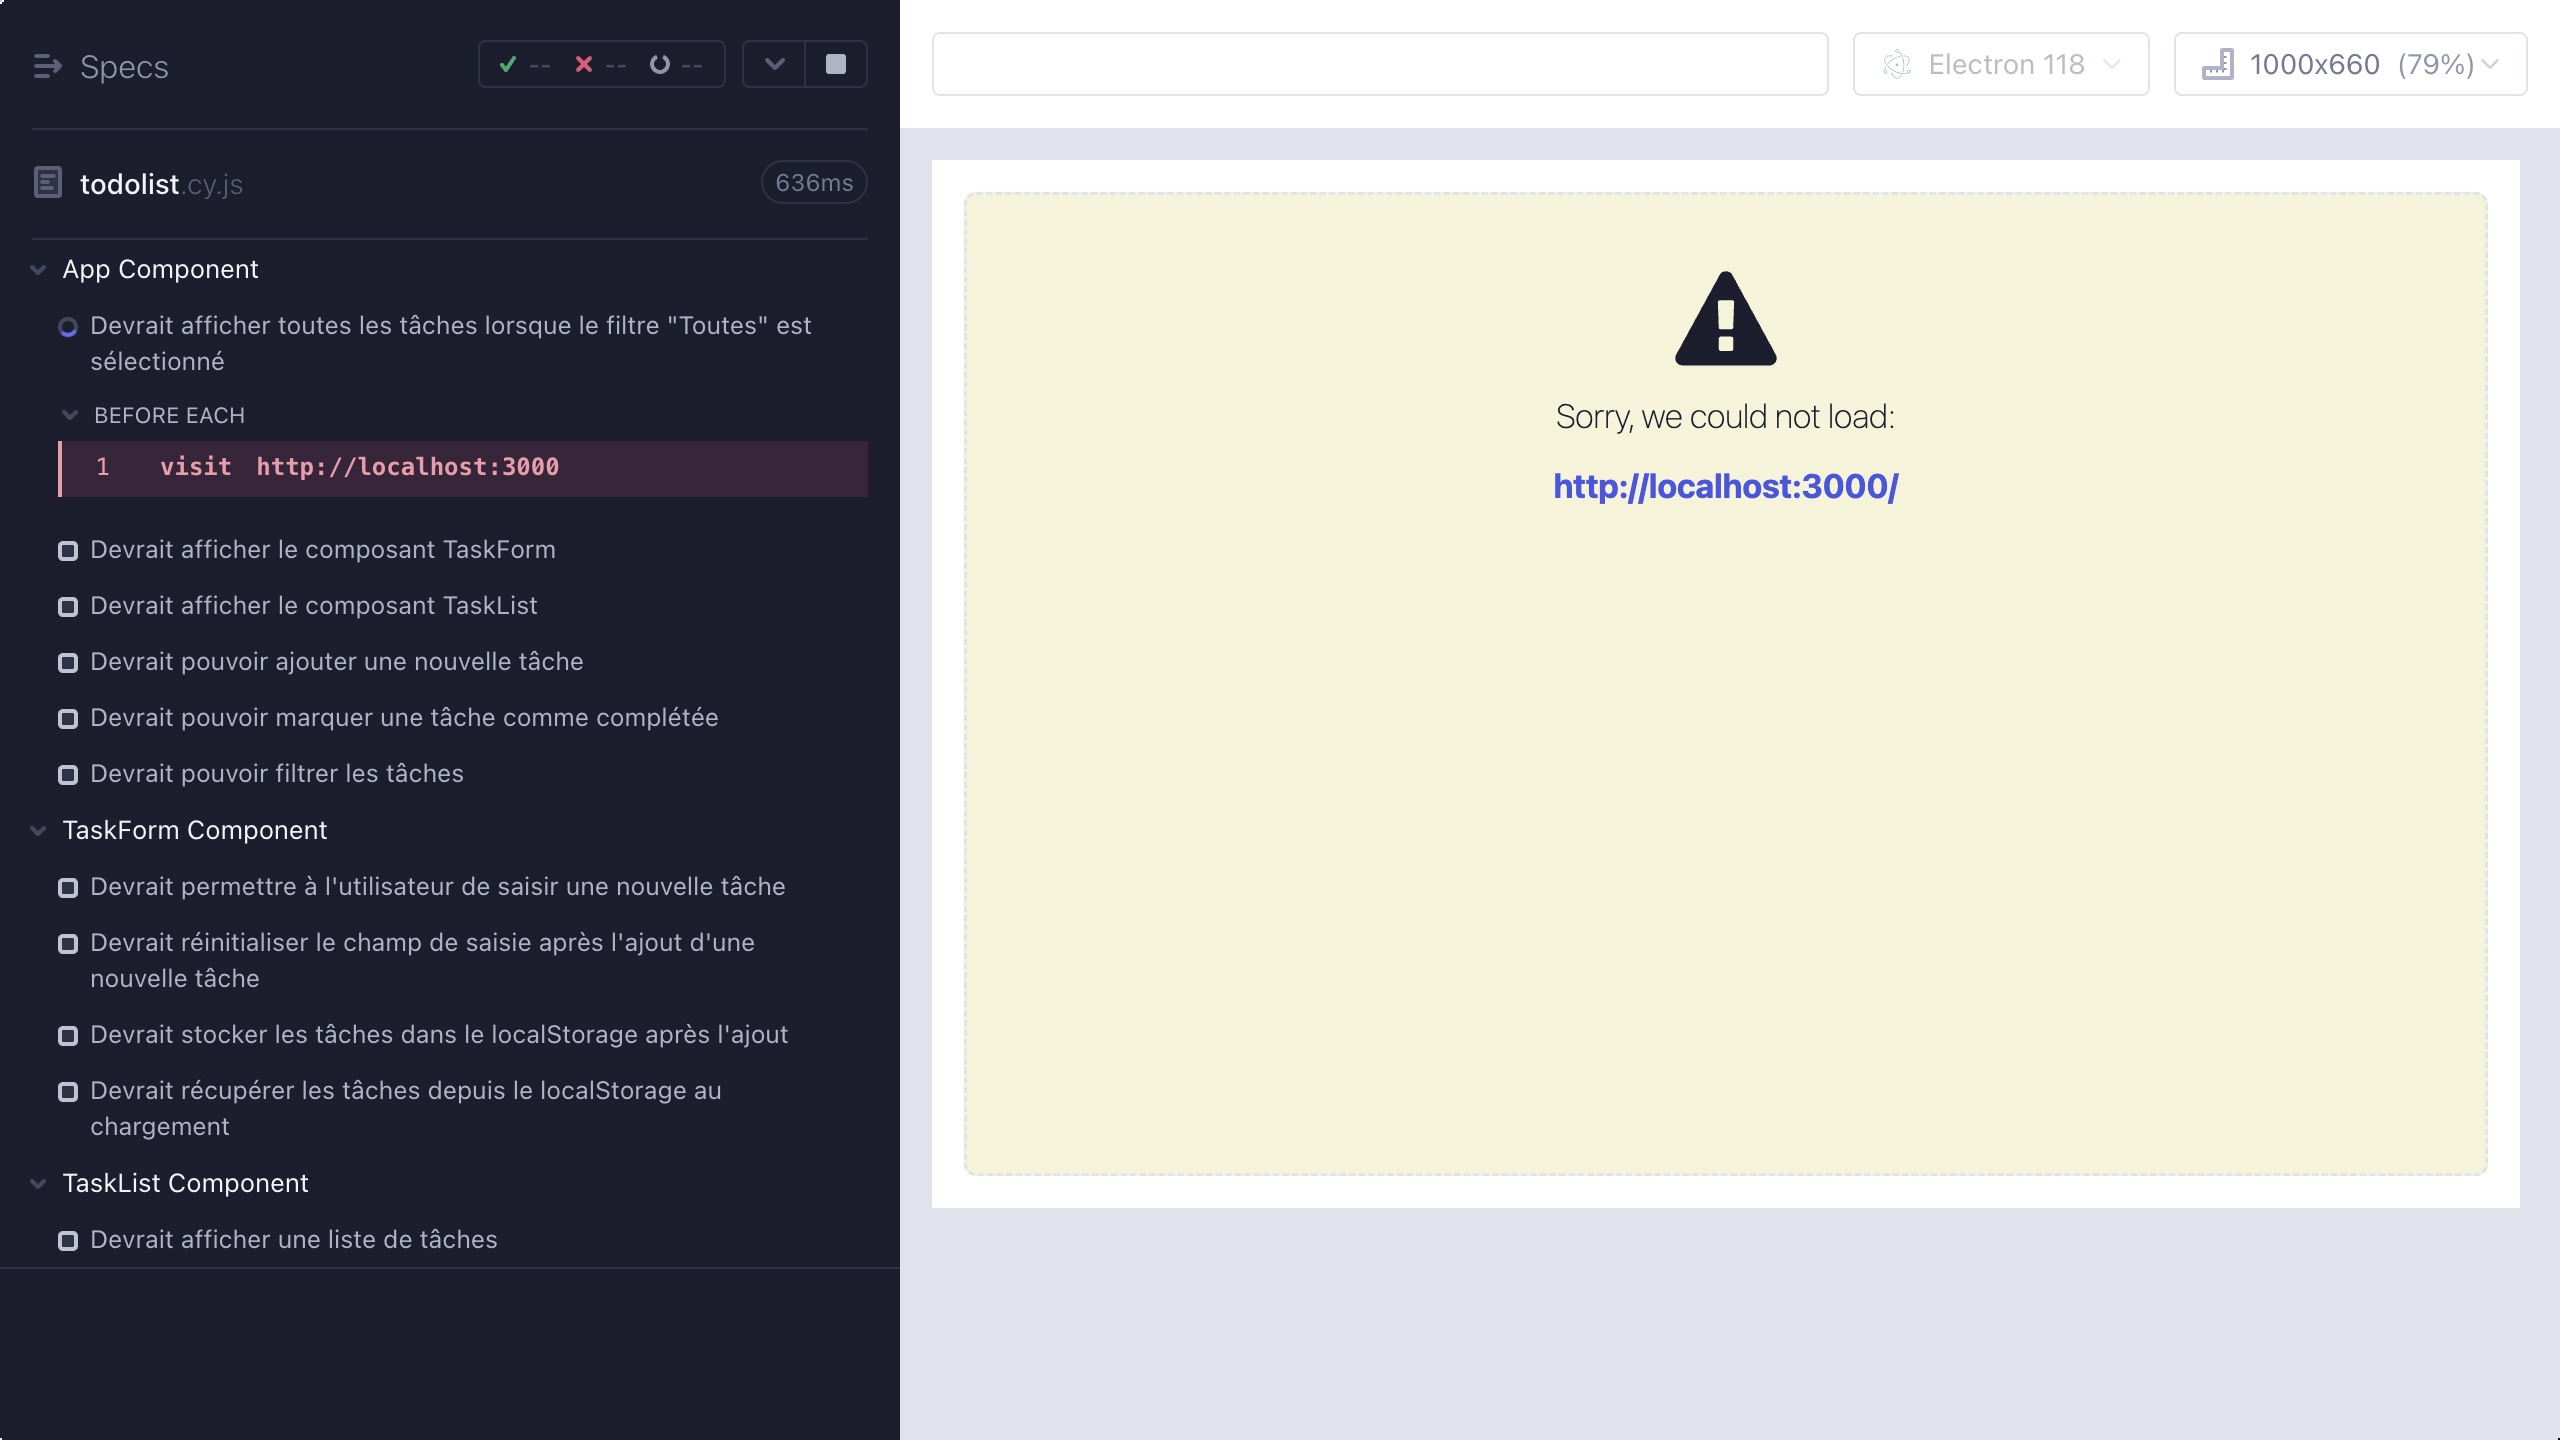 Specs
-- -- --
todolist.cy.js
636ms
App Component
Devrait afficher toutes les tâches lorsque le filtre "Toutes" est
sélectionné
BEFORE EACH
1 visit http://localhost:3000
Devrait afficher le composant TaskForm
Devrait afficher le composant TaskList
Devrait pouvoir ajouter une nouvelle tâche
Devrait pouvoir marquer une tâche comme complétée
Devrait pouvoir filtrer les tâches
TaskForm Component
Devrait permettre à l'utilisateur de saisir une nouvelle tâche
Devrait réinitialiser le champ de saisie après l'ajout d'une
nouvelle tâche
Devrait stocker les tâches dans le localStorage après l'ajout
Devrait récupérer les tâches depuis le localStorage au
chargement
TaskList Component
Devrait afficher une liste de tâches
Electron 118
1000x660 (79%)
Sorry, we could not load:
http://localhost:3000/